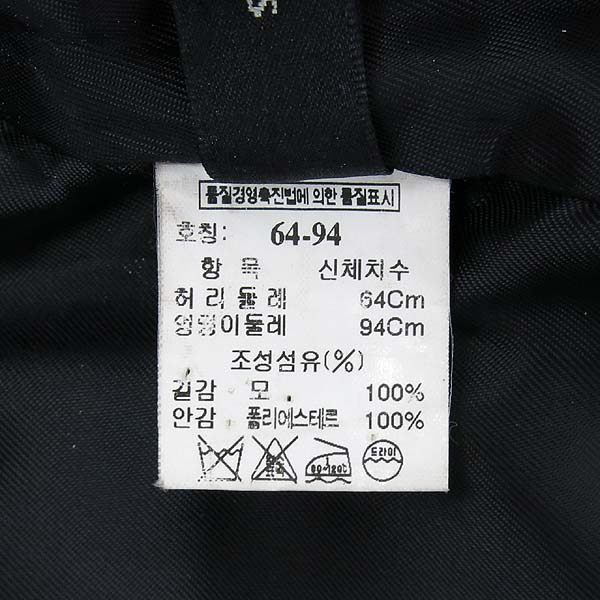 S
품질경영촉진법에 의한 품질표시
호칭: 64-94
항 목 신체치수
허리둘레 64Cm
엉덩이둘레 94Cm
조성섬유(%)
겉감 모 100%
안감 폴리에스테르 100%
80-120℃ 드라이